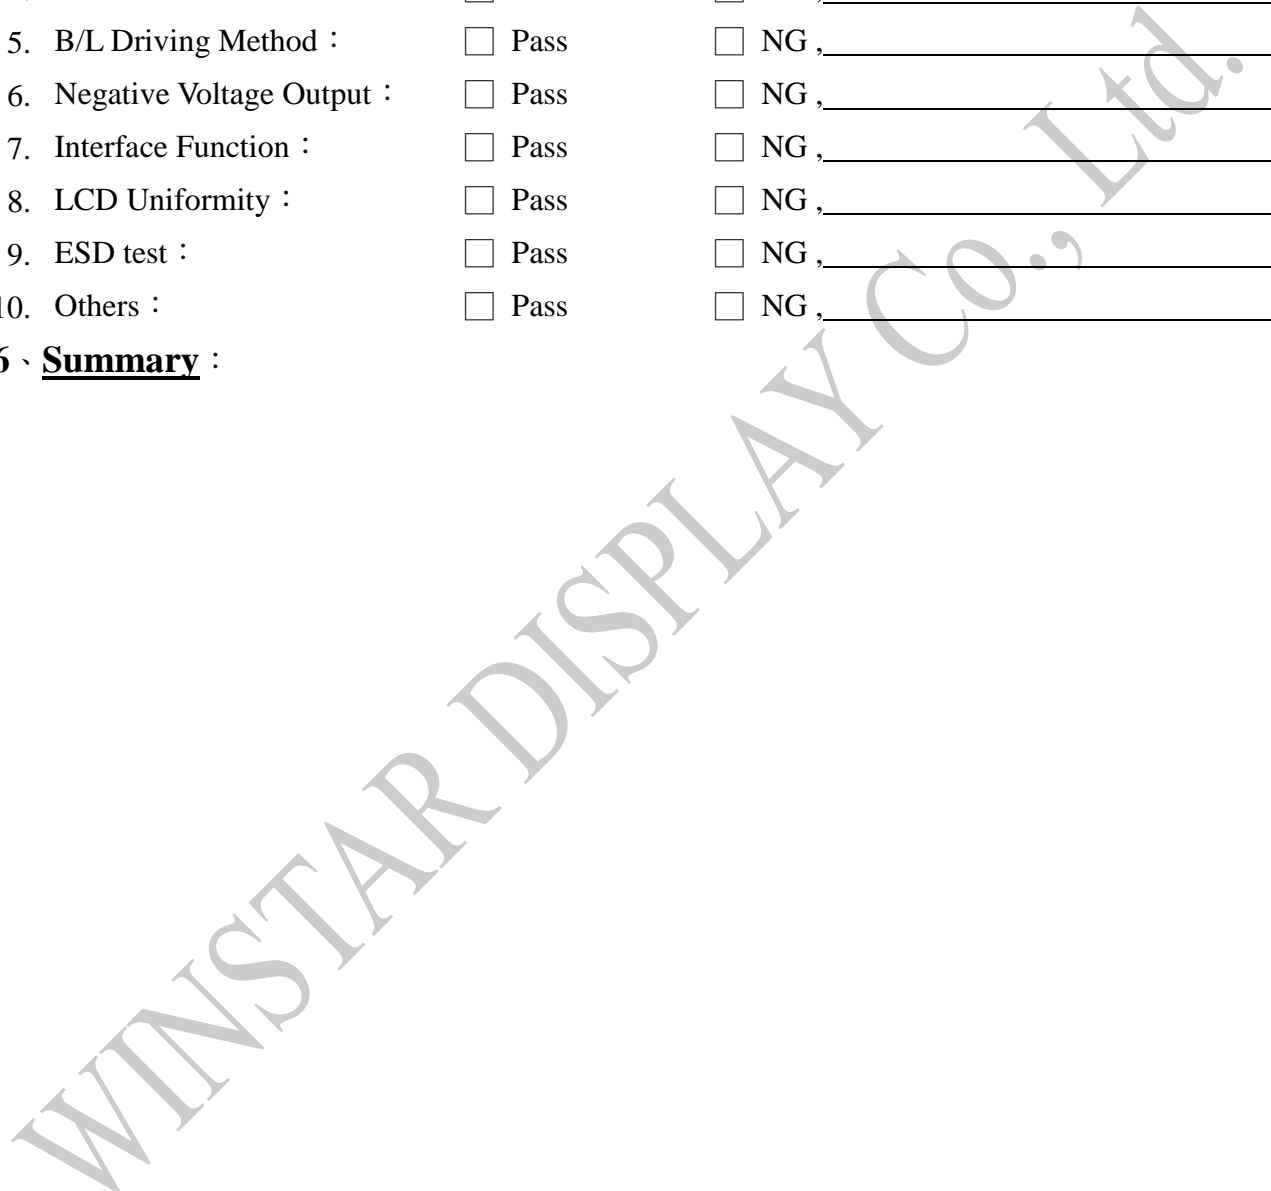 5. B/L Driving Method： □ Pass □ NG ,
6. Negative Voltage Output： □ Pass □ NG ,
7. Interface Function： □ Pass □ NG ,
8. LCD Uniformity： □ Pass □ NG ,
9. ESD test： □ Pass □ NG ,
10. Others： □ Pass □ NG ,
6、Summary：
WINSTAR DISPLAY Co., Ltd.